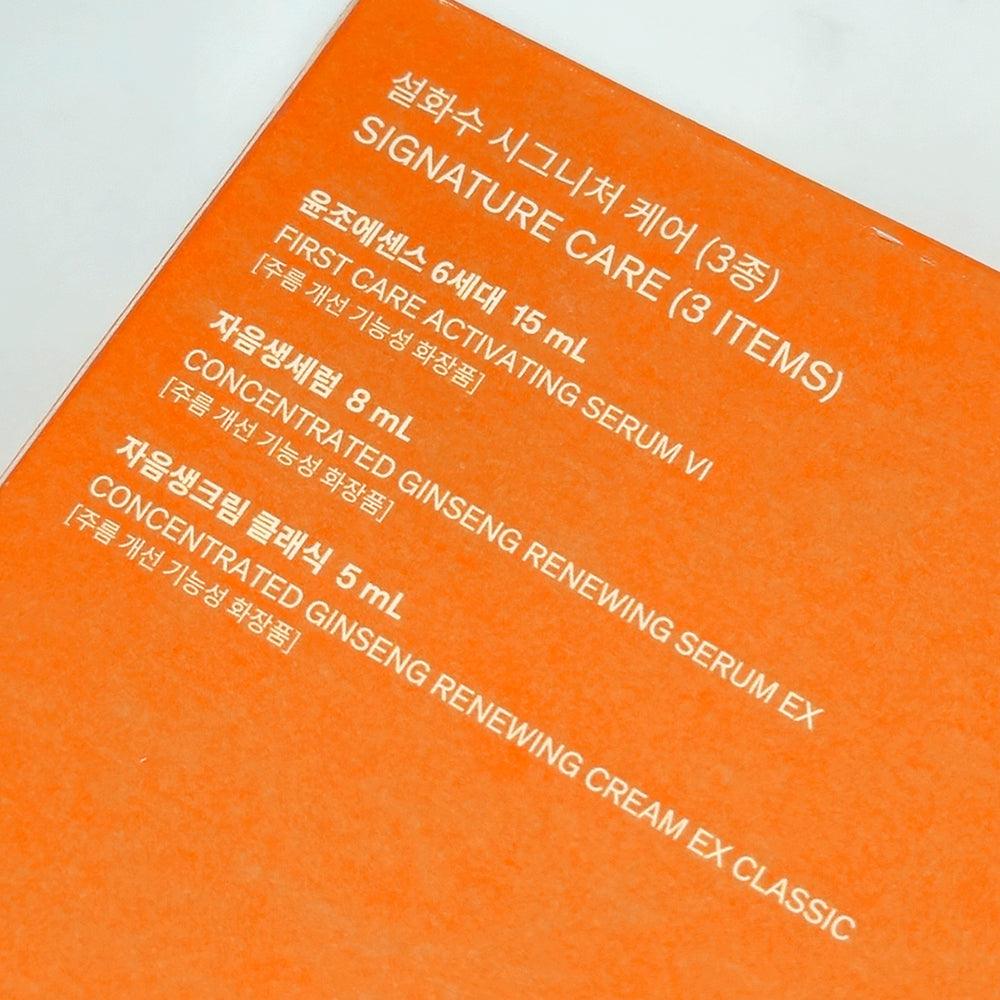 설화수 시그니처 케어 (3종)
SIGNATURE CARE (3 ITEMS)
윤조에센스 6세대 15 mL
FIRST CARE ACTIVATING SERUM VI
[주름 개선 기능성 화장품]
자음생세럼 8 mL
CONCENTRATED GINSENG RENEWING SERUM EX
[주름 개선 기능성 화장품]
자음생크림 클래식 5 mL
CONCENTRATED GINSENG RENEWING CREAM EX CLASSIC
[주름 개선 기능성 화장품]